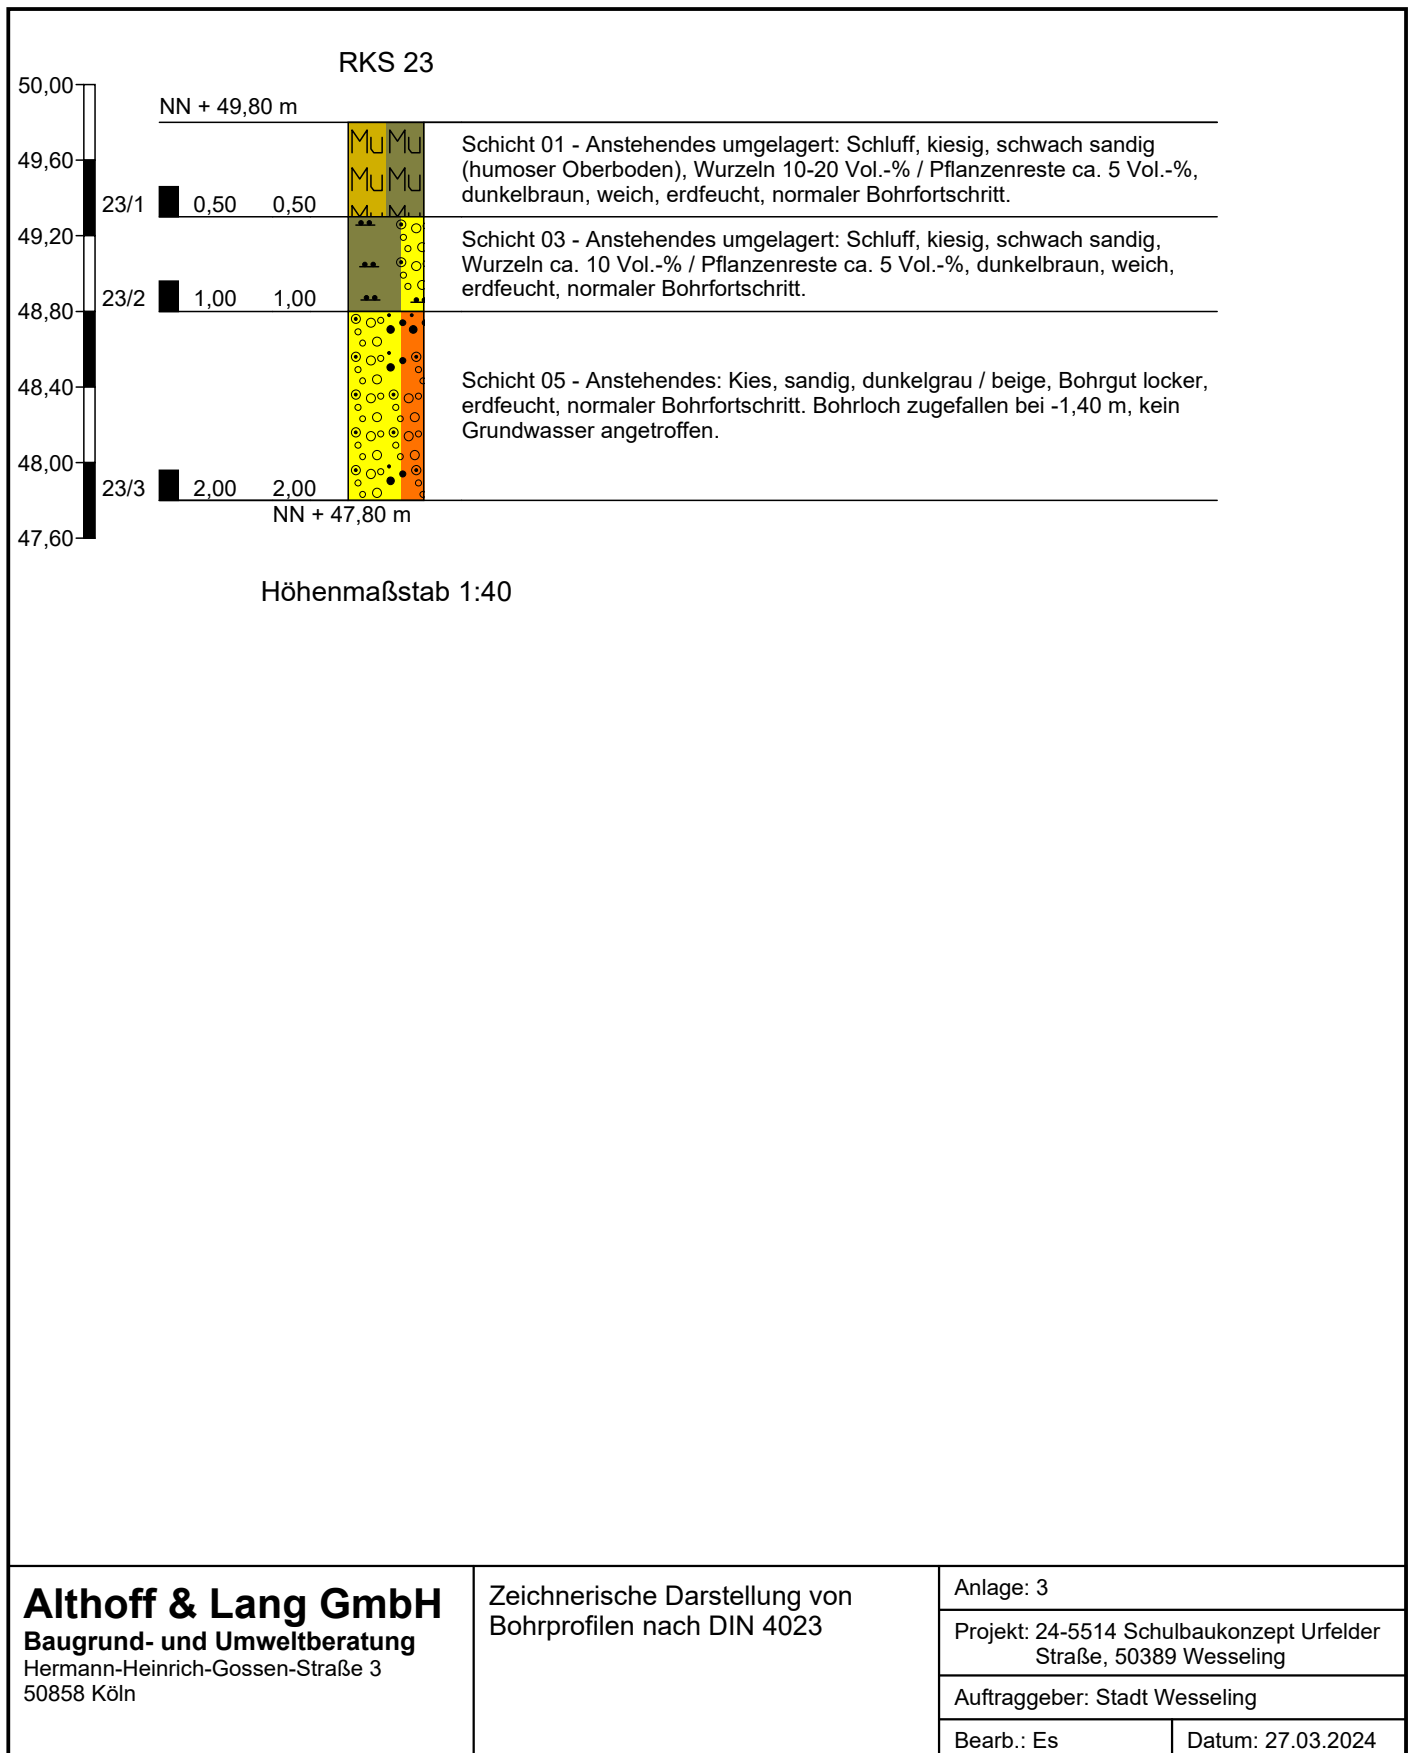 RKS 23
50,00
NN + 49,80 m
49,60
49,20
48,80
48,40
48,00
47,60
Mu Mu
Mu Mu
Mu Mu
23/1 0,50 0,50
Schicht 01 - Anstehendes umgelagert: Schluff, kiesig, schwach sandig
(humoser Oberboden), Wurzeln 10-20 Vol.-% / Pflanzenreste ca. 5 Vol.-%,
dunkelbraun, weich, erdfeucht, normaler Bohrfortschritt.
23/2 1,00 1,00
Schicht 03 - Anstehendes umgelagert: Schluff, kiesig, schwach sandig,
Wurzeln ca. 10 Vol.-% / Pflanzenreste ca. 5 Vol.-%, dunkelbraun, weich,
erdfeucht, normaler Bohrfortschritt.
23/3 2,00 2,00
Schicht 05 - Anstehendes: Kies, sandig, dunkelgrau / beige, Bohrgut locker,
erdfeucht, normaler Bohrfortschritt. Bohrloch zugefallen bei -1,40 m, kein
Grundwasser angetroffen.
NN + 47,80 m
Höhenmaßstab 1:40
Althoff & Lang GmbH
Baugrund- und Umweltberatung
Hermann-Heinrich-Gossen-Straße 3
50858 Köln
Zeichnerische Darstellung von
Bohrprofilen nach DIN 4023
Anlage: 3
Projekt: 24-5514 Schulbaukonzept Urfelder
Straße, 50389 Wesseling
Auftraggeber: Stadt Wesseling
Bearb.: Es
Datum: 27.03.2024